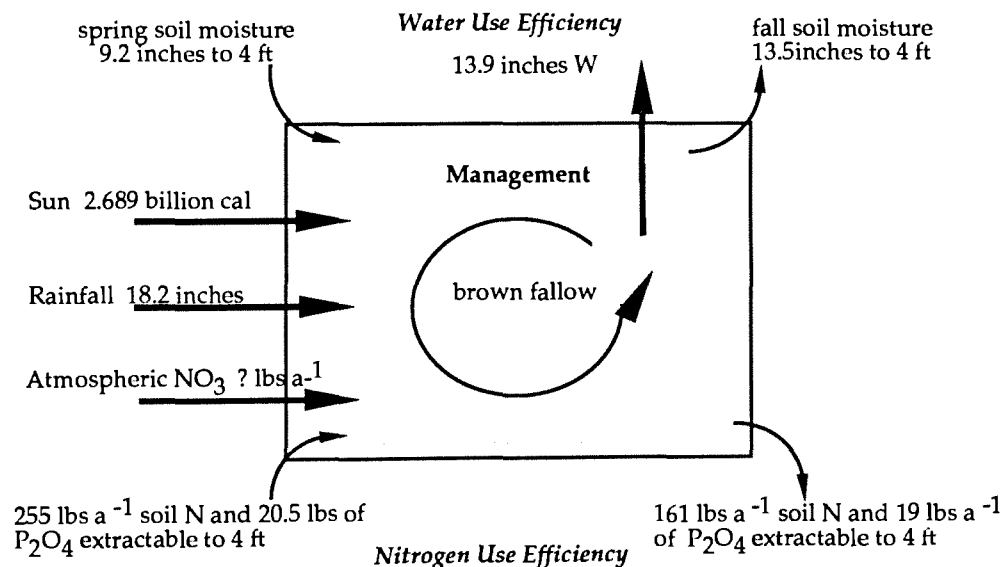 Water Use Efficiency
spring soil moisture
9.2 inches to 4 ft
13.9 inches W
fall soil moisture
13.5inches to 4 ft
Management
Sun 2.689 billion cal
Rainfall 18.2 inches
brown fallow
Atmospheric NO₃ ? lbs a-¹
255 lbs a ⁻¹ soil N and 20.5 lbs of
P₂O₄ extractable to 4 ft
161 lbs a ⁻¹ soil N and 19 lbs a ⁻¹
of P₂O₄ extractable to 4 ft
Nitrogen Use Efficiency